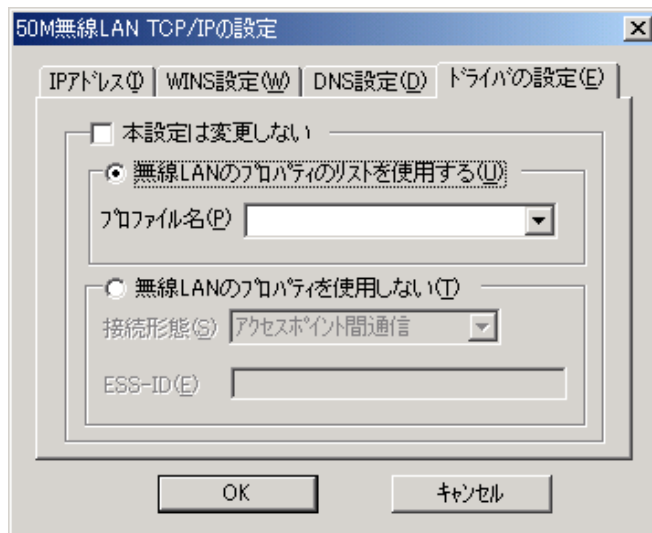 50M無線LAN TCP/IPの設定
IPｱﾄﾞﾚｽ(I) WINS設定(W) DNS設定(D) ﾄﾞﾗｲﾊﾞの設定(E)
本設定は変更しない
無線LANのﾌﾟﾛﾊﾟﾃｨのﾘｽﾄを使用する(U)
ﾌﾟﾛﾌｧｲﾙ名(P)
無線LANのﾌﾟﾛﾊﾟﾃｨを使用しない(T)
接続形態(S) ｱｸｾｽﾎﾟｲﾝﾄ間通信
ESS-ID(E)
OK ｷｬﾝｾﾙ